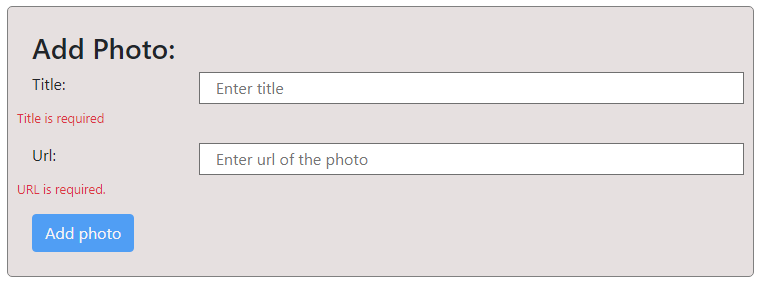 Add Photo:
Title:
Enter title
Title is required
Url:
Enter url of the photo
URL is required.
Add photo